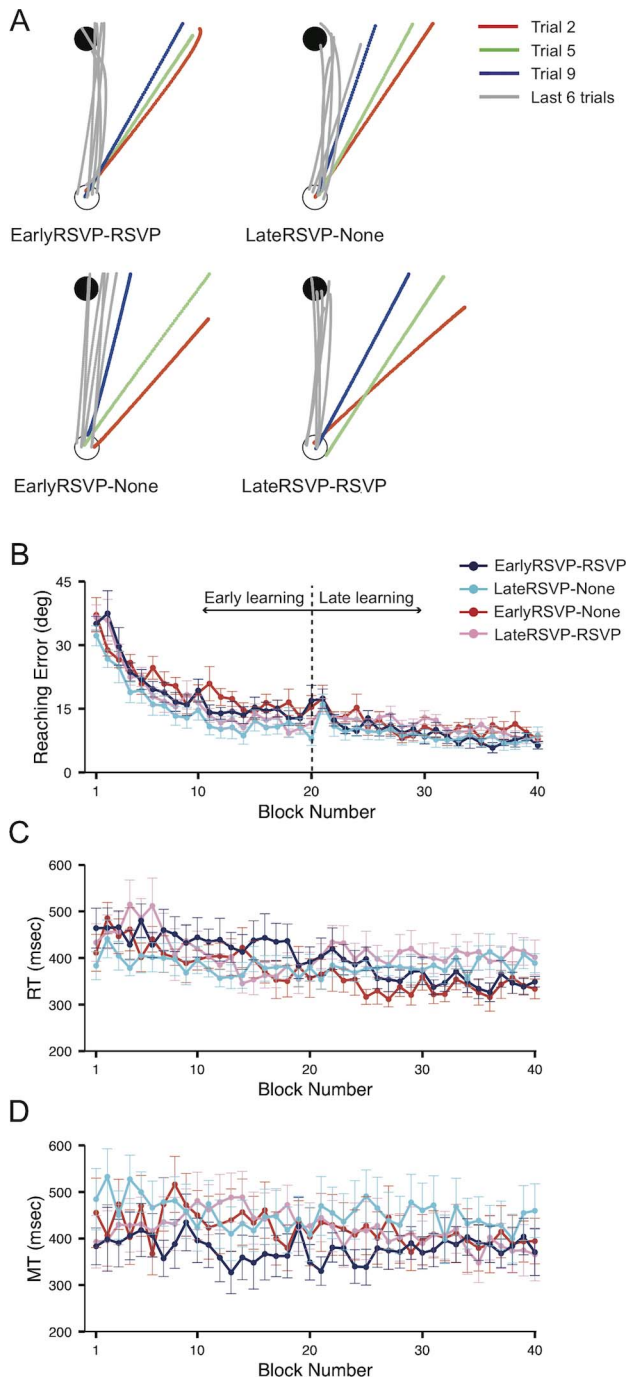 A
Trial 2
Trial 5
Trial 9
Last 6 trials
EarlyRSVP-RSVP
LateRSVP-None
EarlyRSVP-None
LateRSVP-RSVP
B
EarlyRSVP-RSVP
LateRSVP-None
EarlyRSVP-None
LateRSVP-RSVP
Early learning
Late learning
Reaching Error (deg)
45
30
15
0
1
10
20
30
40
Block Number
C
RT (msec)
600
500
400
300
200
1
10
20
30
40
Block Number
D
MT (msec)
600
500
400
300
200
1
10
20
30
40
Block Number